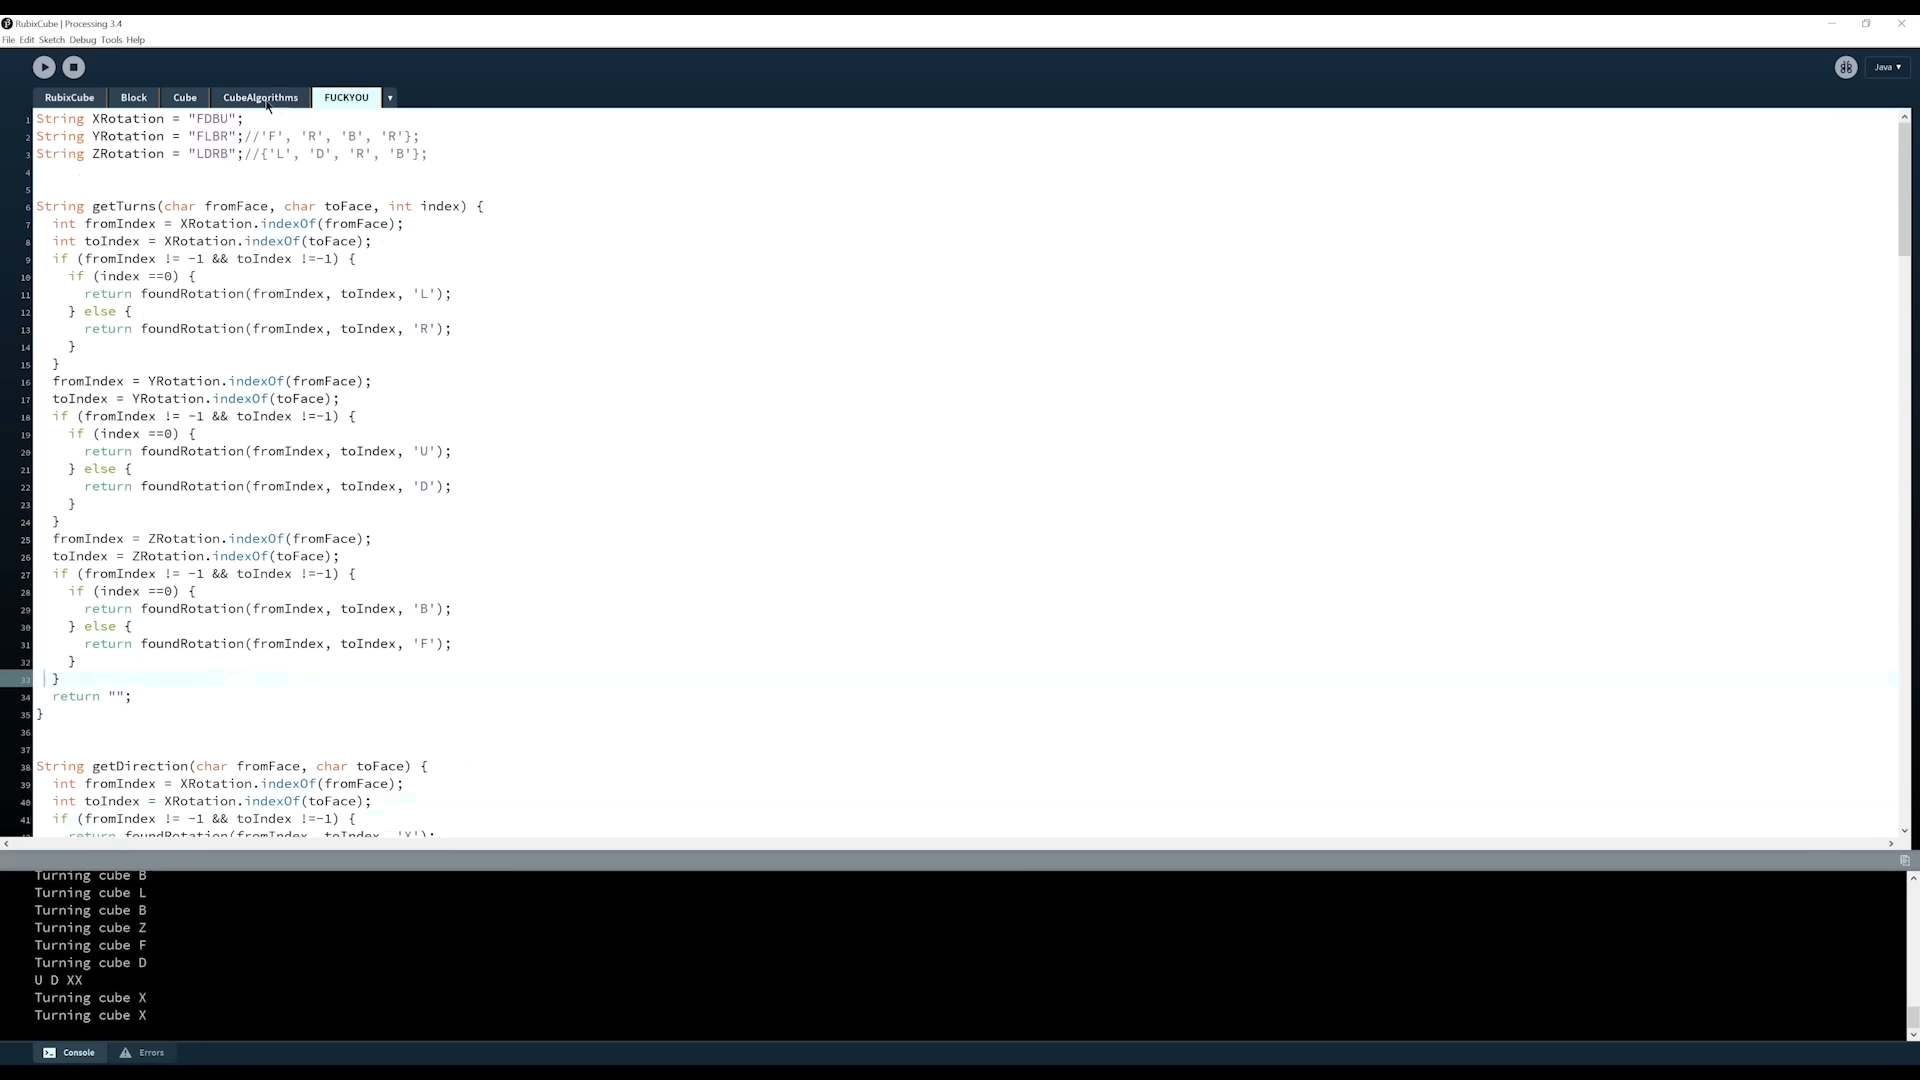 RubixCube | Processing 3.4
File Edit Sketch Debug Tools Help
Java ▾
RubixCube Block Cube CubeAlgorithms FUCKYOU ▾
1 String XRotation = "FDBU";
2 String YRotation = "FLBR";//'F', 'R', 'B', 'R'};
3 String ZRotation = "LDRB";//{'L', 'D', 'R', 'B'};
4
5
6 String getTurns(char fromFace, char toFace, int index) {
7 int fromIndex = XRotation.indexOf(fromFace);
8 int toIndex = XRotation.indexOf(toFace);
9 if (fromIndex != -1 && toIndex !=-1) {
10 if (index ==0) {
11 return foundRotation(fromIndex, toIndex, 'L');
12 } else {
13 return foundRotation(fromIndex, toIndex, 'R');
14 }
15 }
16 fromIndex = YRotation.indexOf(fromFace);
17 toIndex = YRotation.indexOf(toFace);
18 if (fromIndex != -1 && toIndex !=-1) {
19 if (index ==0) {
20 return foundRotation(fromIndex, toIndex, 'U');
21 } else {
22 return foundRotation(fromIndex, toIndex, 'D');
23 }
24 }
25 fromIndex = ZRotation.indexOf(fromFace);
26 toIndex = ZRotation.indexOf(toFace);
27 if (fromIndex != -1 && toIndex !=-1) {
28 if (index ==0) {
29 return foundRotation(fromIndex, toIndex, 'B');
30 } else {
31 return foundRotation(fromIndex, toIndex, 'F');
32 }
33 }
34 return "";
35 }
36
37
38 String getDirection(char fromFace, char toFace) {
39 int fromIndex = XRotation.indexOf(fromFace);
40 int toIndex = XRotation.indexOf(toFace);
41 if (fromIndex != -1 && toIndex !=-1) {
return foundRotation(fromIndex, toIndex, 'X');
Turning cube B
Turning cube L
Turning cube B
Turning cube Z
Turning cube F
Turning cube D
U D XX
Turning cube X
Turning cube X
Console Errors